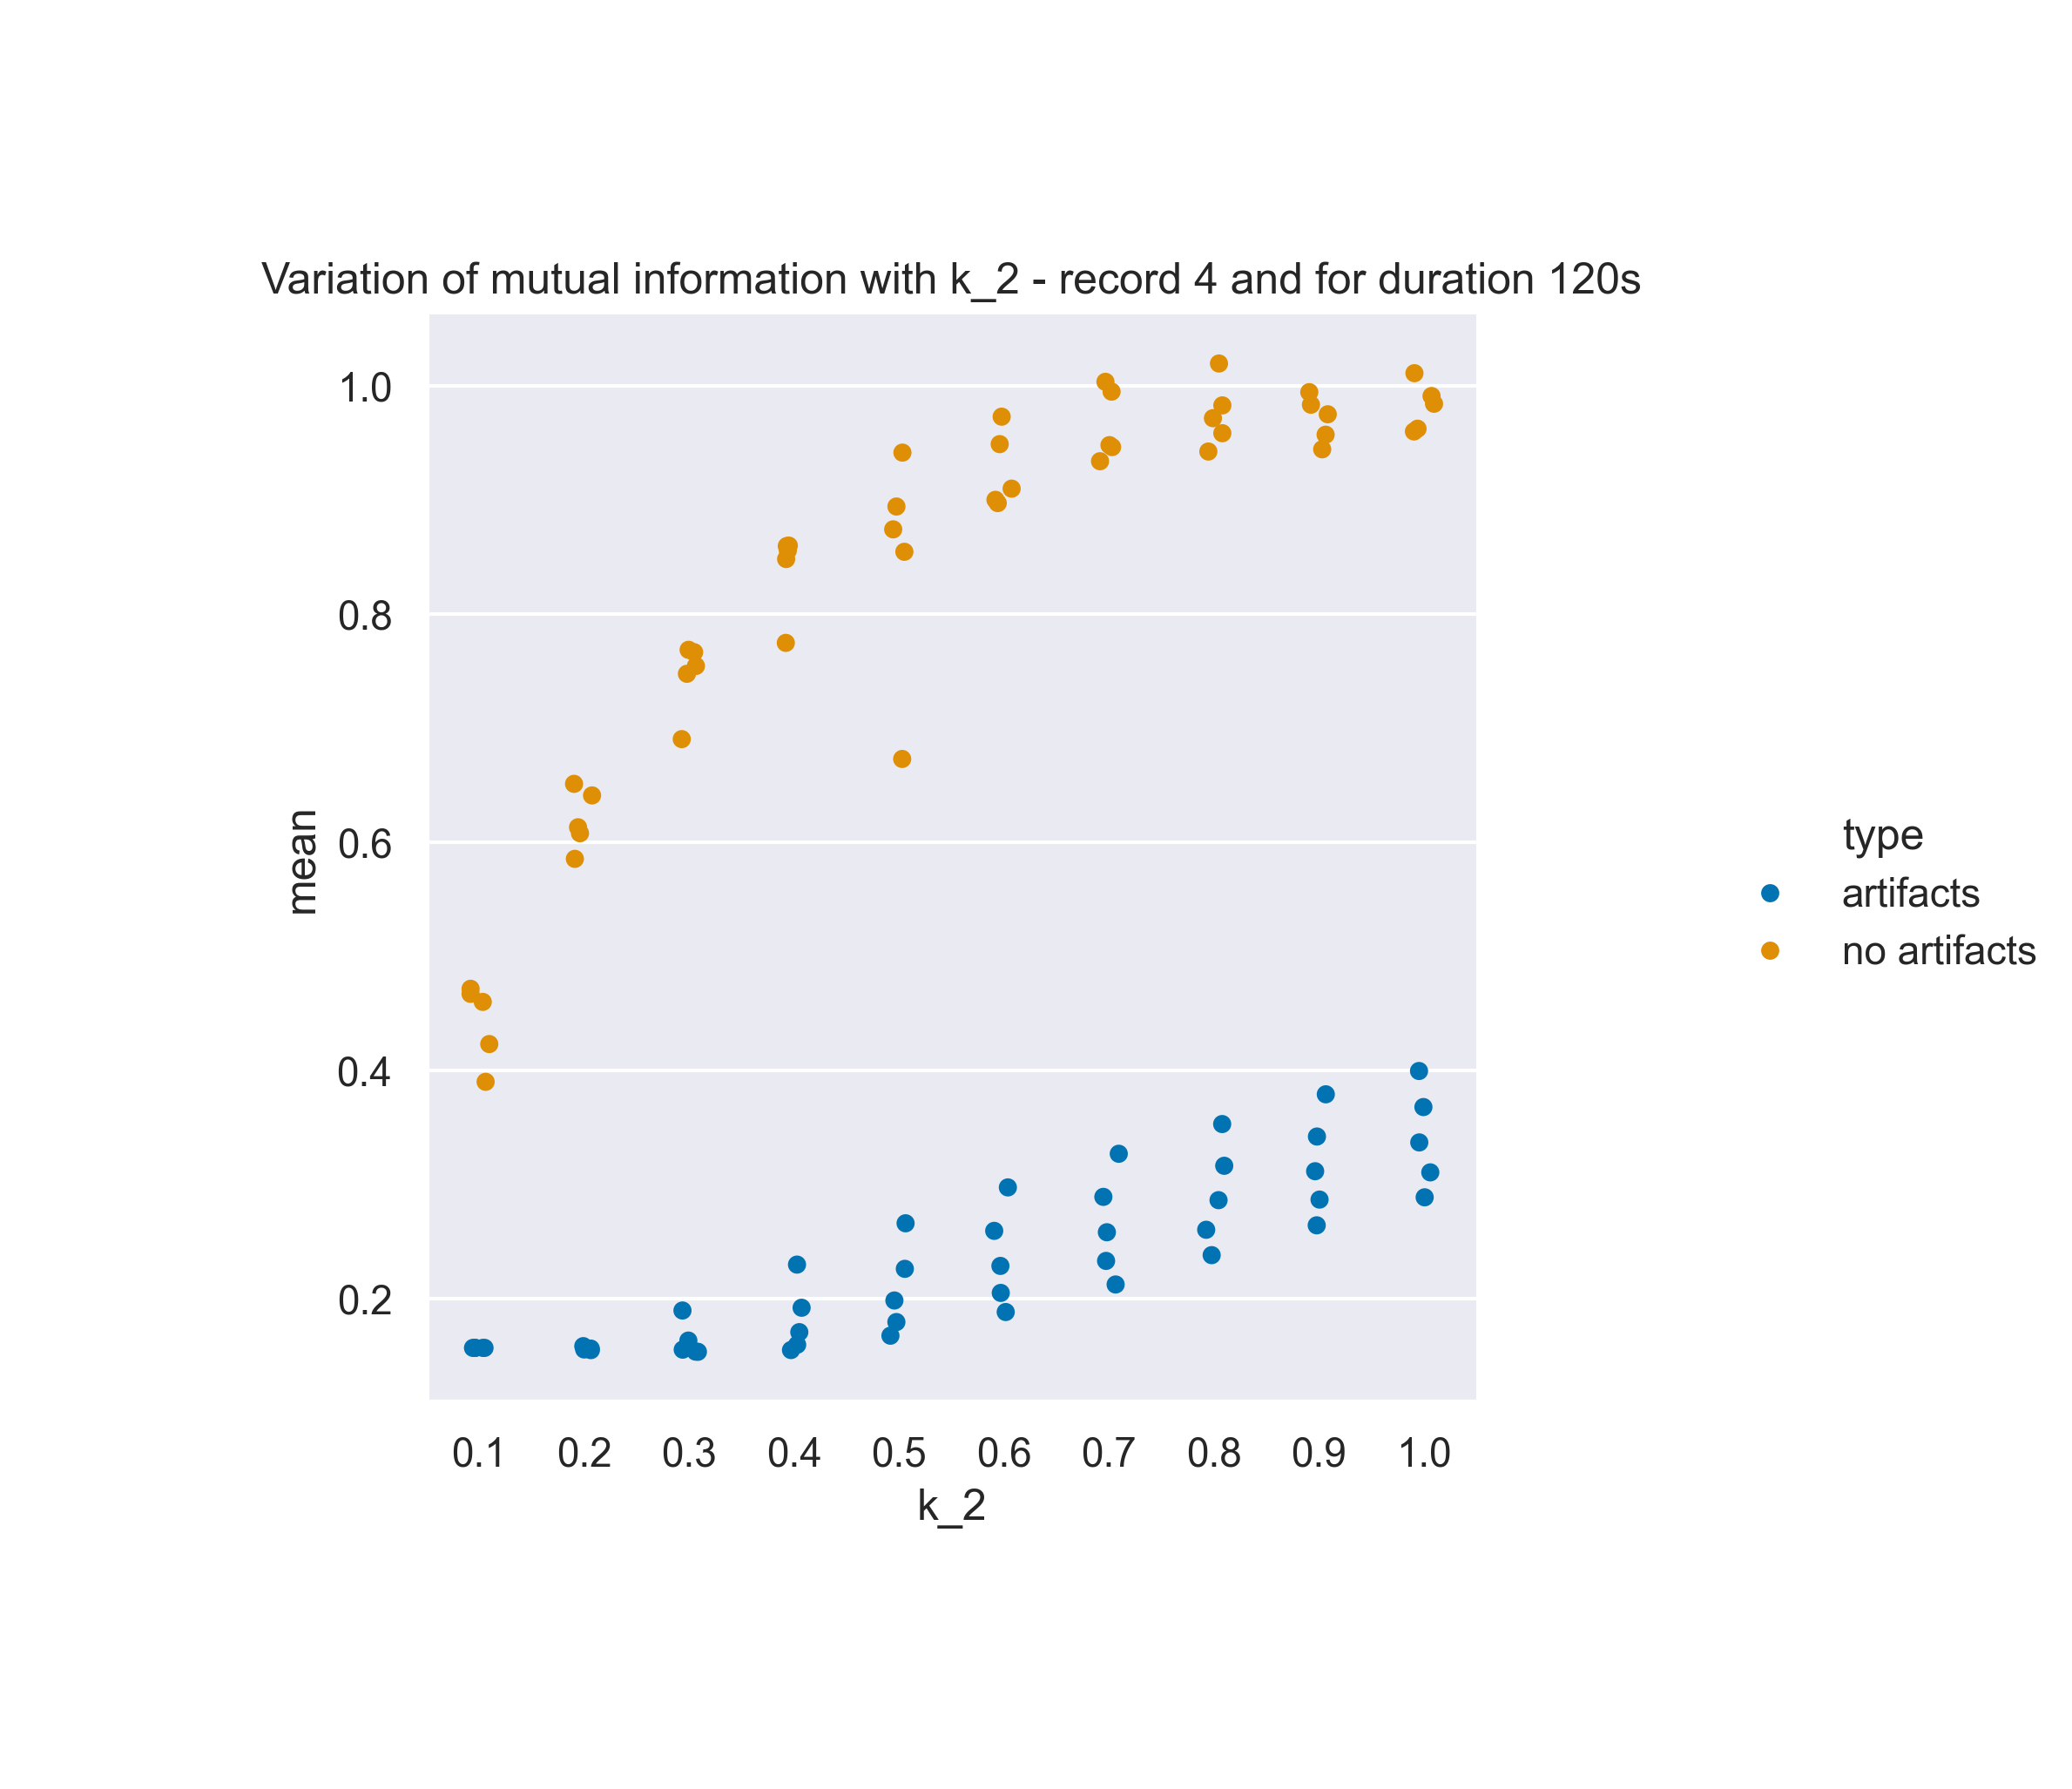 Variation of mutual information with k_2 - record 4 and for duration 120s
1.0
0.8
0.6
0.4
0.2
mean
0.1 0.2 0.3 0.4 0.5 0.6 0.7 0.8 0.9 1.0
k_2
type
artifacts
no artifacts